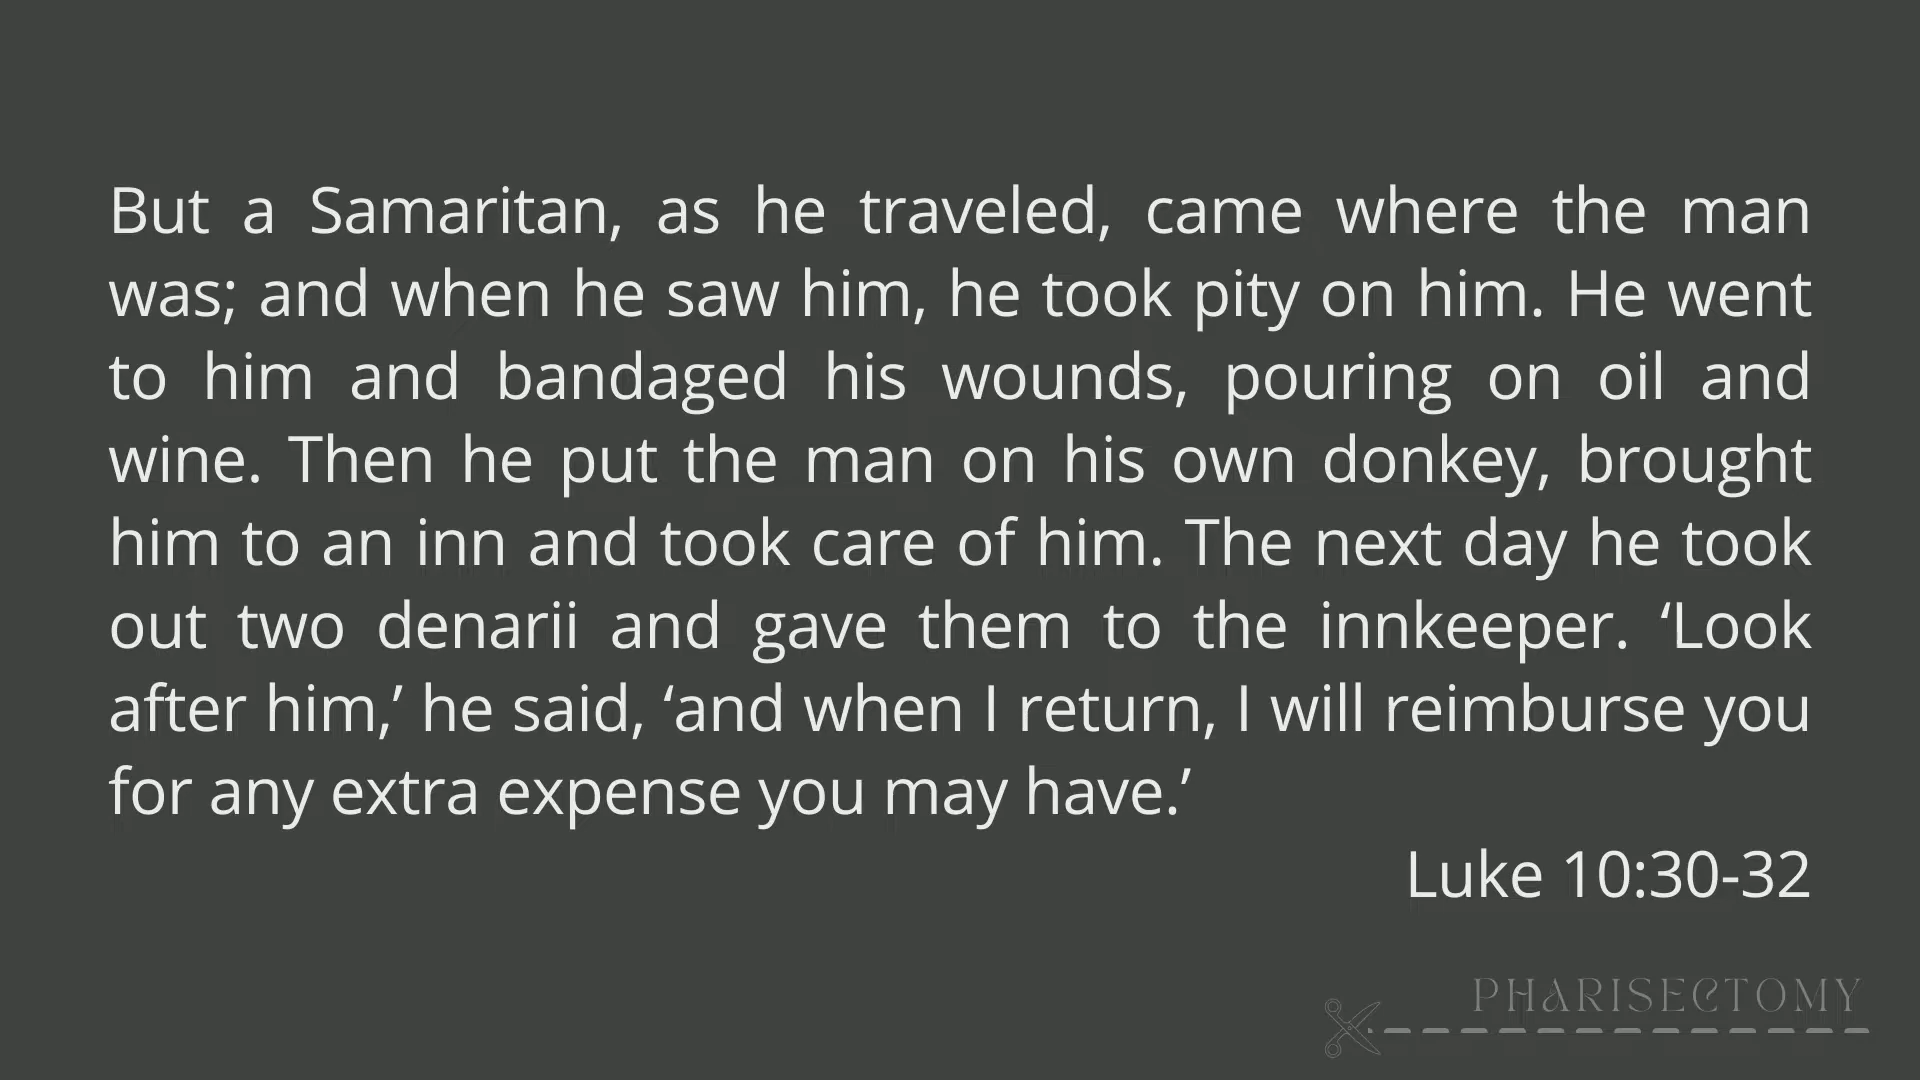 But a Samaritan, as he traveled, came where the man
was; and when he saw him, he took pity on him. He went
to him and bandaged his wounds, pouring on oil and
wine. Then he put the man on his own donkey, brought
him to an inn and took care of him. The next day he took
out two denarii and gave them to the innkeeper. ‘Look
after him,’ he said, ‘and when I return, I will reimburse you
for any extra expense you may have.’
Luke 10:30-32
PHARISECTOMY